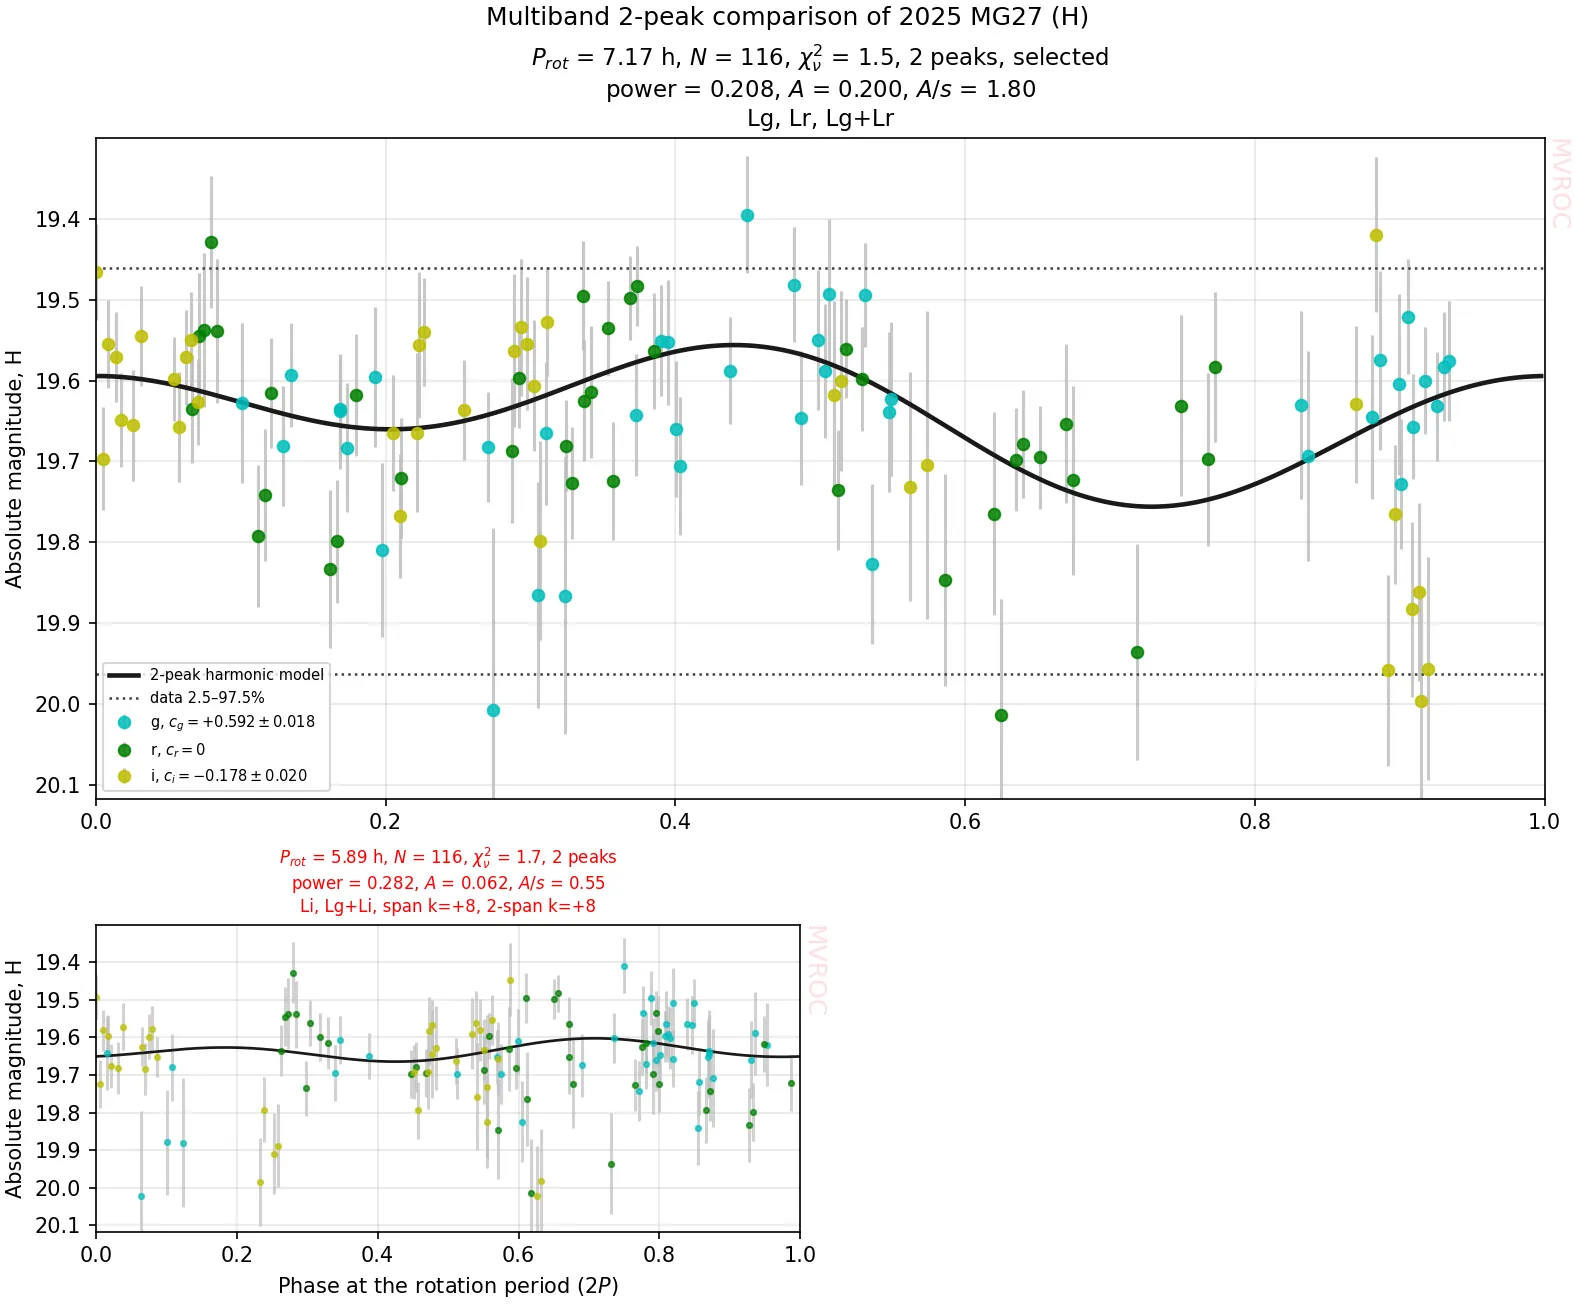 Multiband 2-peak comparison of 2025 MG27 (H)
P_rot = 7.17 h, N = 116, χ²_ν = 1.5, 2 peaks, selected
power = 0.208, A = 0.200, A/s = 1.80
Lg, Lr, Lg+Lr
MVROC
Absolute magnitude, H
19.4
19.5
19.6
19.7
19.8
19.9
20.0
20.1
2-peak harmonic model
data 2.5–97.5%
g, c_g = +0.592 ± 0.018
r, c_r = 0
i, c_i = −0.178 ± 0.020
0.0 0.2 0.4 0.6 0.8 1.0
P_rot = 5.89 h, N = 116, χ²_ν = 1.7, 2 peaks
power = 0.282, A = 0.062, A/s = 0.55
Li, Lg+Li, span k=+8, 2-span k=+8
MVROC
Absolute magnitude, H
19.4
19.5
19.6
19.7
19.8
19.9
20.0
20.1
0.0 0.2 0.4 0.6 0.8 1.0
Phase at the rotation period (2P)